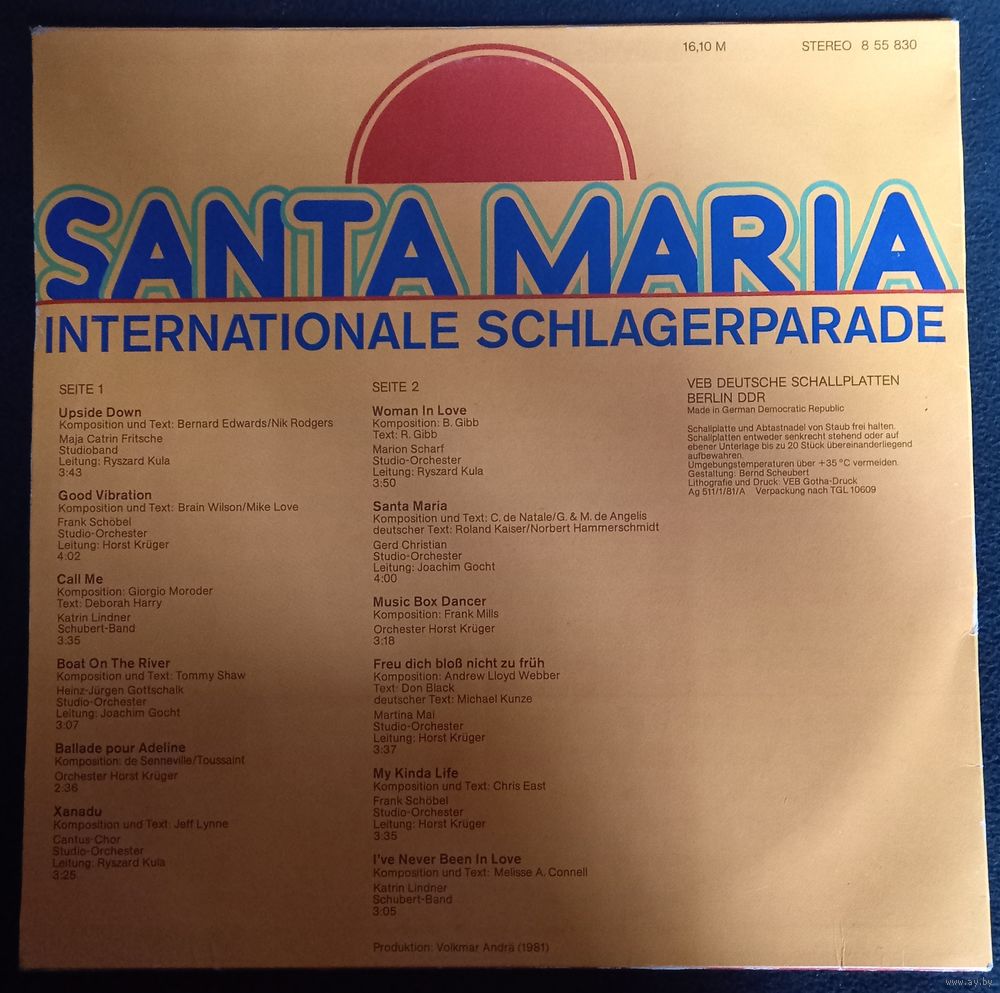 16,10 M
STEREO 8 55 830
SANTA MARIA
INTERNATIONALE SCHLAGERPARADE
SEITE 1
Upside Down
Komposition und Text: Bernard Edwards/Nik Rodgers
Maja Catrin Fritsche
Studioband
Leitung: Ryszard Kula
3:43
Good Vibration
Komposition und Text: Brain Wilson/Mike Love
Frank Schöbel
Studio-Orchester
Leitung: Horst Krüger
4:02
Call Me
Komposition: Giorgio Moroder
Text: Deborah Harry
Katrin Lindner
Schubert-Band
3:35
Boat On The River
Komposition und Text: Tommy Shaw
Heinz-Jürgen Gottschalk
Studio-Orchester
Leitung: Joachim Gocht
3:07
Ballade pour Adeline
Komposition: de Senneville/Toussaint
Orchester Horst Krüger
2:36
Xanadu
Komposition und Text: Jeff Lynne
Cantus-Chor
Studio-Orchester
Leitung: Ryszard Kula
3:25
SEITE 2
Woman In Love
Komposition: B. Gibb
Text: R. Gibb
Marion Scharf
Studio-Orchester
Leitung: Ryszard Kula
3:50
Santa Maria
Komposition und Text: C. de Natale/G. & M. de Angelis
deutscher Text: Roland Kaiser/Norbert Hammerschmidt
Gerd Christian
Studio-Orchester
Leitung: Joachim Gocht
4:00
Music Box Dancer
Komposition: Frank Mills
Orchester Horst Krüger
3:18
Freu dich bloß nicht zu früh
Komposition: Andrew Lloyd Webber
Text: Don Black
deutscher Text: Michael Kunze
Martina Mai
Studio-Orchester
Leitung: Horst Krüger
3:37
My Kinda Life
Komposition und Text: Chris East
Frank Schöbel
Studio-Orchester
Leitung: Horst Krüger
3:35
I've Never Been In Love
Komposition und Text: Melisse A. Connell
Katrin Lindner
Schubert-Band
3:05
Produktion: Volkmar Andrä (1981)
VEB DEUTSCHE SCHALLPLATTEN
BERLIN DDR
Made in German Democratic Republic
Schallplatte und Abtastnadel von Staub frei halten.
Schallplatten entweder senkrecht stehend oder auf
ebener Unterlage bis zu 20 Stück übereinanderliegend
aufbewahren.
Umgebungstemperaturen über +35 °C vermeiden.
Gestaltung: Bernd Scheubert
Lithografie und Druck: VEB Gotha-Druck
Ag 511/1/81/A Verpackung nach TGL 10609
www.ay.by